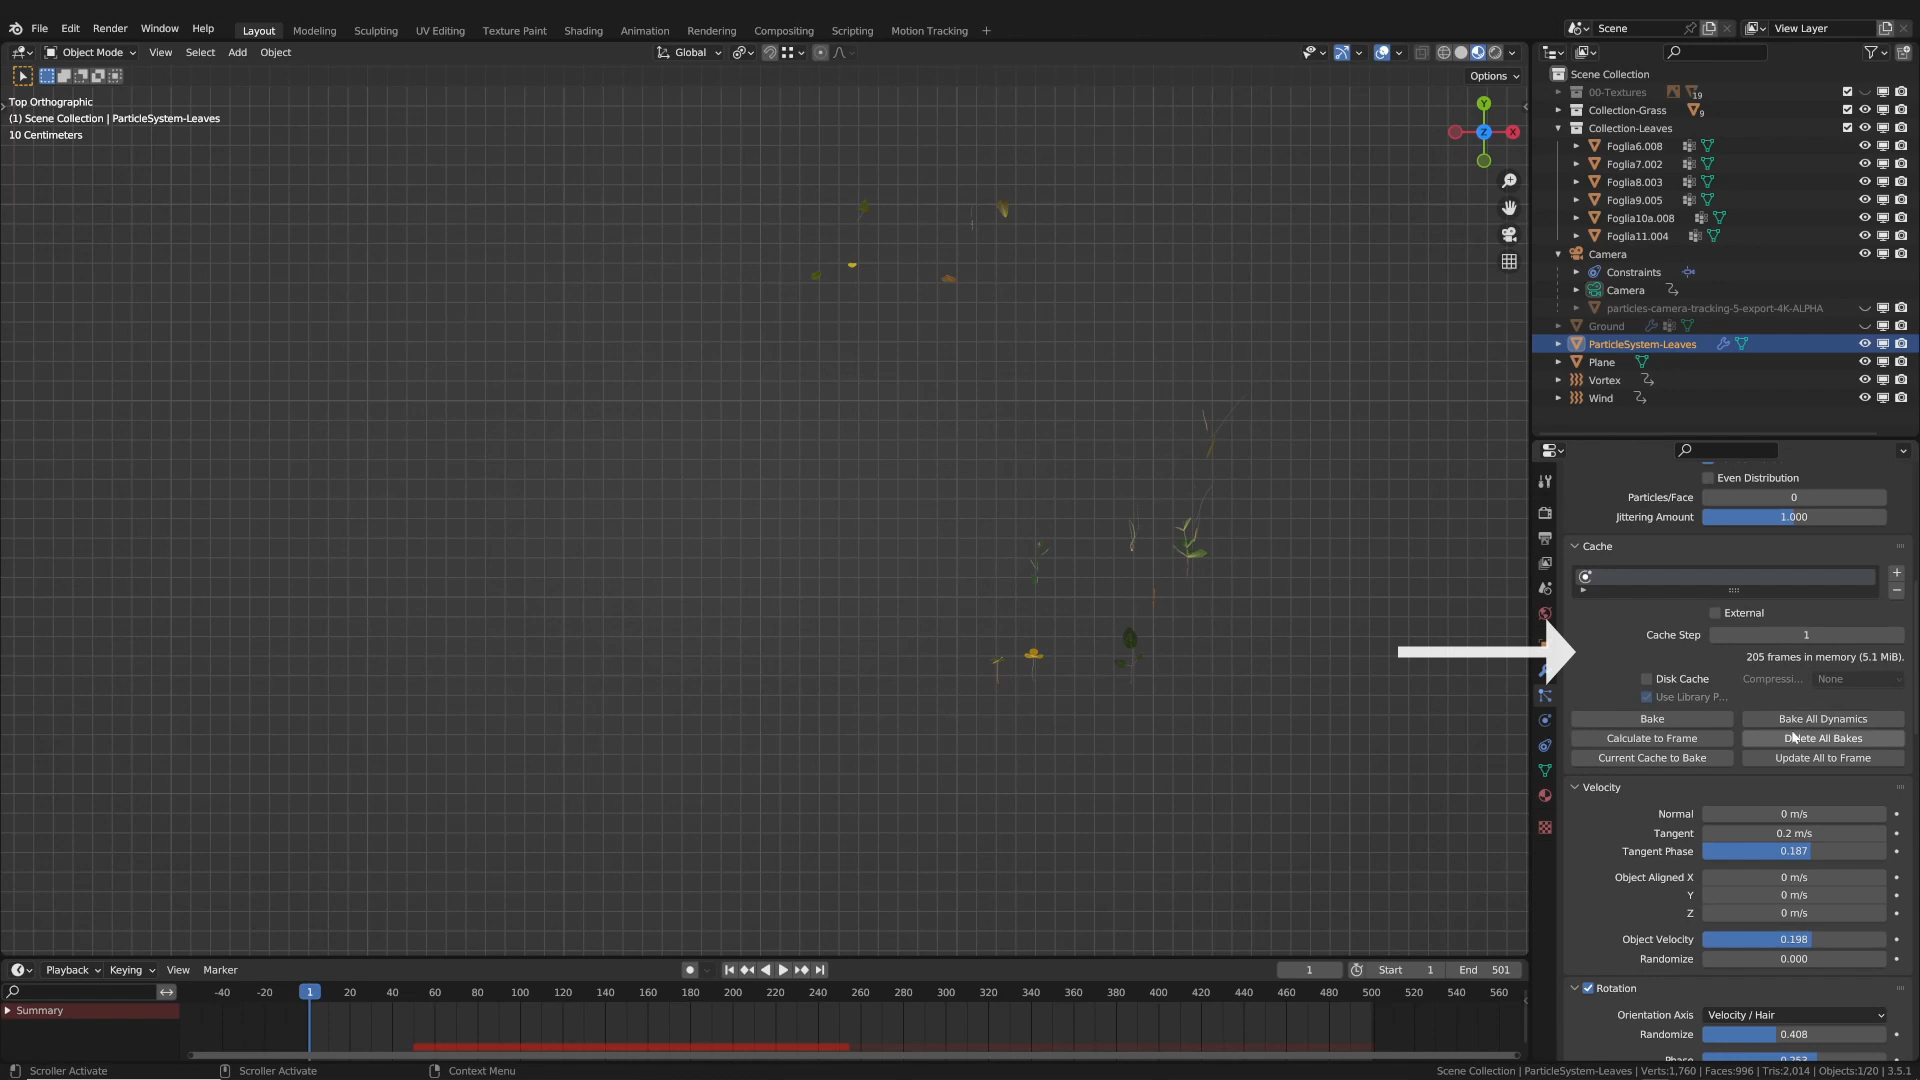 File Edit Render Window Help Layout Modeling Sculpting UV Editing Texture Paint Shading Animation Rendering Compositing Scripting Motion Tracking + Scene View Layer
Object Mode View Select Add Object Global
Options
Top Orthographic
(1) Scene Collection | ParticleSystem-Leaves
10 Centimeters
Y
Z
X
Scene Collection
00-Textures 19
Collection-Grass 9
Collection-Leaves
Foglia6.008
Foglia7.002
Foglia8.003
Foglia9.005
Foglia10a.008
Foglia11.004
Camera
Constraints
Camera
particles-camera-tracking-5-export-4K-ALPHA
Ground
ParticleSystem-Leaves
Plane
Vortex
Wind
Even Distribution
Particles/Face 0
Jittering Amount 1.000
Cache
External
Cache Step 1
205 frames in memory (5.1 MiB).
Disk Cache Compressi... None
Use Library P...
Bake Bake All Dynamics
Calculate to Frame Delete All Bakes
Current Cache to Bake Update All to Frame
Velocity
Normal 0 m/s
Tangent 0.2 m/s
Tangent Phase 0.187
Object Aligned X 0 m/s
Y 0 m/s
Z 0 m/s
Object Velocity 0.198
Randomize 0.000
Rotation
Orientation Axis Velocity / Hair
Randomize 0.408
Phase 0.253
Playback Keying View Marker 1 Start 1 End 501
-40 -20 1 20 40 60 80 100 120 140 160 180 200 220 240 260 280 300 320 340 360 380 400 420 440 460 480 500 520 540 560
Summary
Scroller Activate Scroller Activate Context Menu Scene Collection | ParticleSystem-Leaves | Verts:1,760 | Faces:996 | Tris:2,014 | Objects:1/20 | 3.5.1